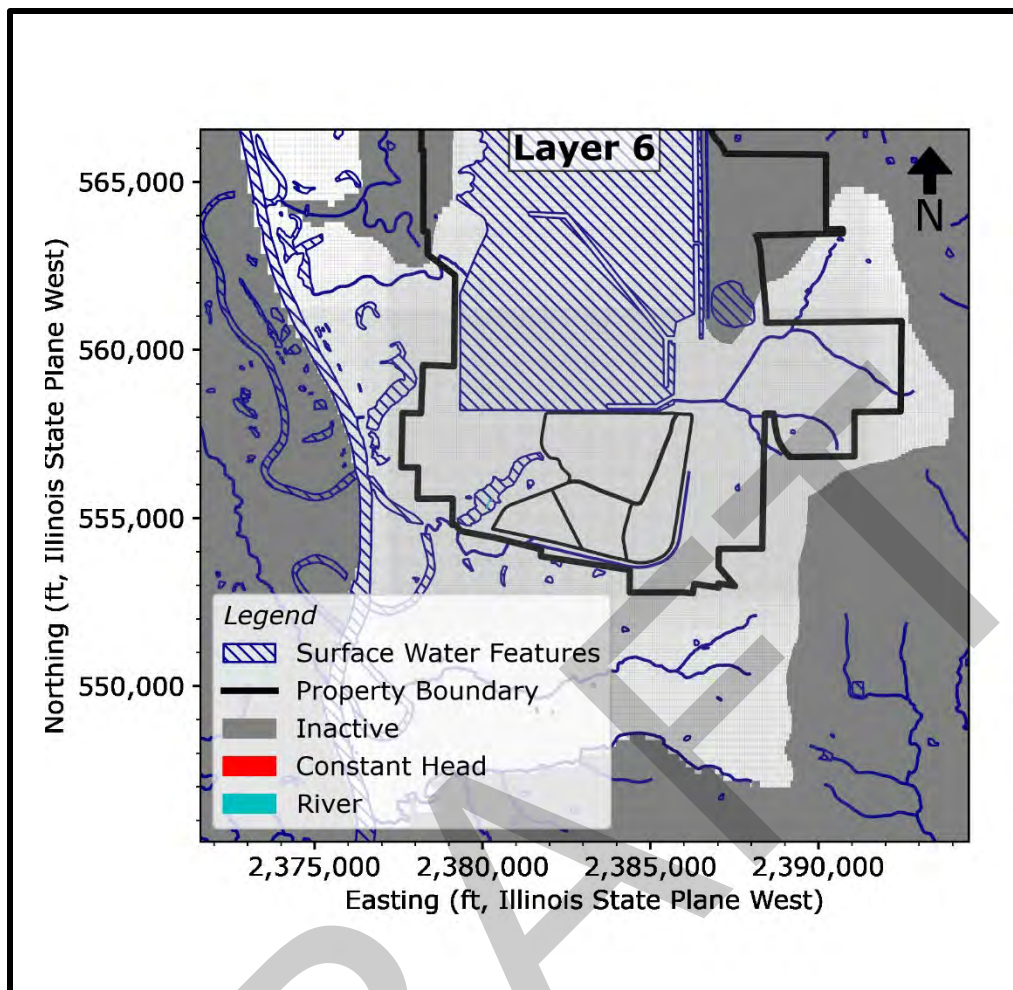 Layer 6
N
565,000
560,000
555,000
550,000
Northing (ft, Illinois State Plane West)
Legend
Surface Water Features
Property Boundary
Inactive
Constant Head
River
2,375,000 2,380,000 2,385,000 2,390,000
Easting (ft, Illinois State Plane West)
DRAFT